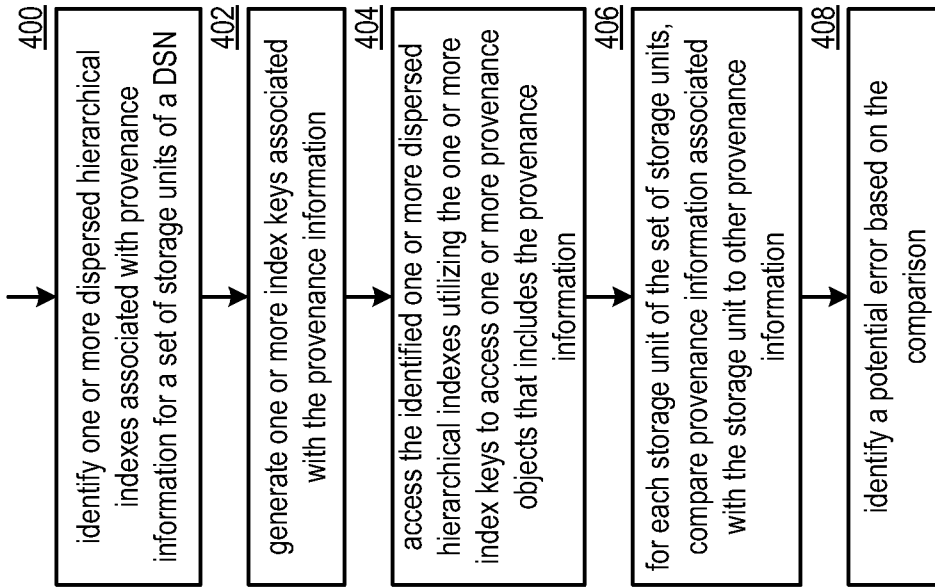 400
identify one or more dispersed hierarchical
indexes associated with provenance
information for a set of storage units of a DSN
402
generate one or more index keys associated
with the provenance information
404
access the identified one or more dispersed
hierarchical indexes utilizing the one or more
index keys to access one or more provenance
objects that includes the provenance
information
406
for each storage unit of the set of storage units,
compare provenance information associated
with the storage unit to other provenance
information
408
identify a potential error based on the
comparison